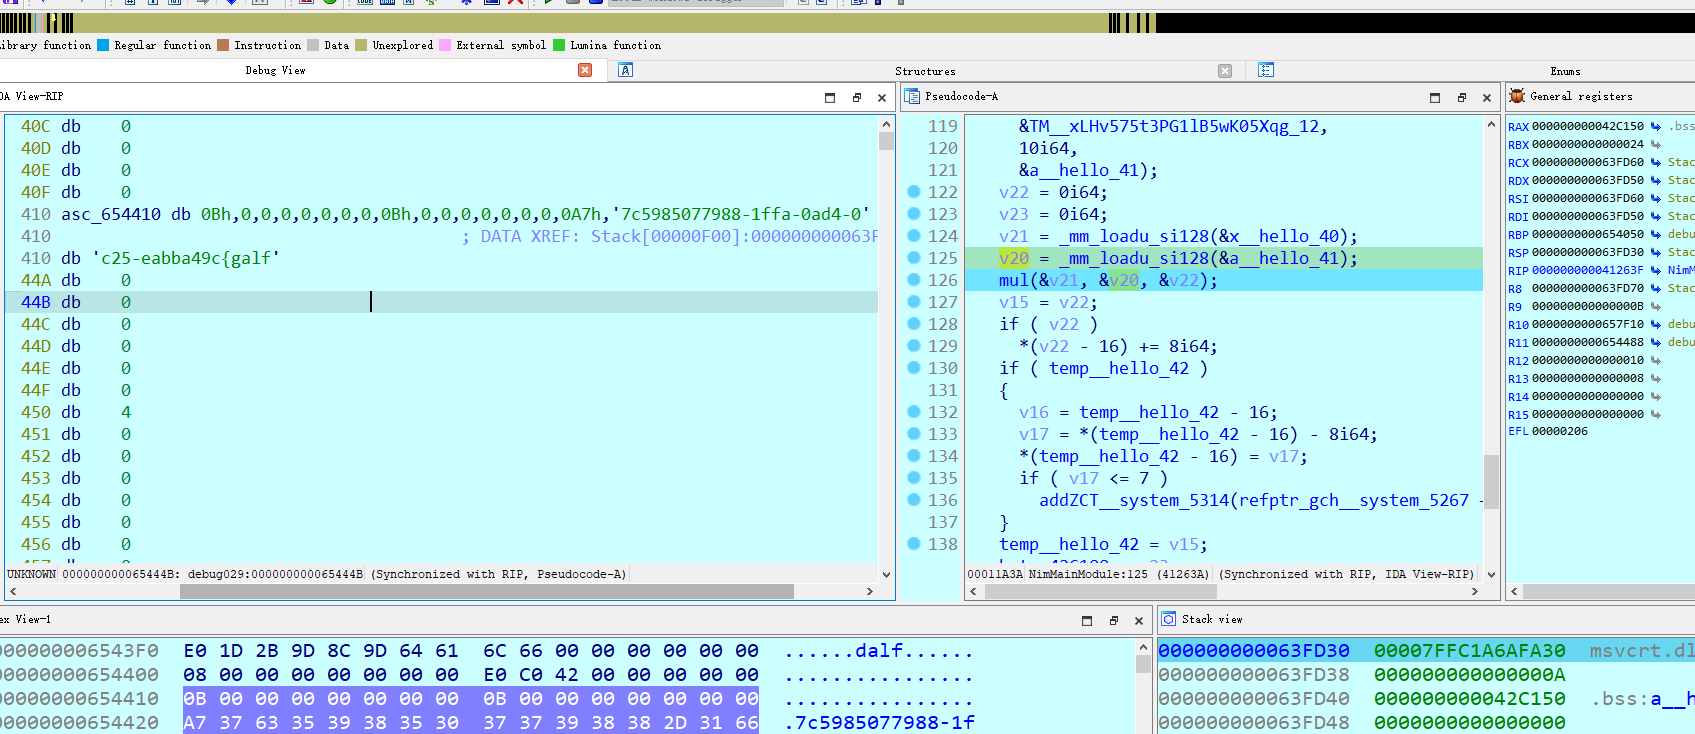 Library function Regular function Instruction Data Unexplored External symbol Lumina function
Debug View Structures Enums
IDA View-RIP
40C db 0
40D db 0
40E db 0
40F db 0
410 asc_654410 db 0Bh,0,0,0,0,0,0,0,0Bh,0,0,0,0,0,0,0,0A7h,'7c5985077988-1ffa-0ad4-0'
410 ; DATA XREF: Stack[00000F00]:000000000063F
410 db 'c25-eabba49c{galf'
44A db 0
44B db 0
44C db 0
44D db 0
44E db 0
44F db 0
450 db 4
451 db 0
452 db 0
453 db 0
454 db 0
455 db 0
456 db 0
UNKNOWN 000000000065444B: debug029:000000000065444B (Synchronized with RIP, Pseudocode-A)
Pseudocode-A
119 &TM__xLHv575t3PG1lB5wK05Xqg_12,
120 10i64,
121 &a__hello_41);
122 v22 = 0i64;
123 v23 = 0i64;
124 v21 = _mm_loadu_si128(&x__hello_40);
125 v20 = _mm_loadu_si128(&a__hello_41);
126 mul(&v21, &v20, &v22);
127 v15 = v22;
128 if ( v22 )
129 *(v22 - 16) += 8i64;
130 if ( temp__hello_42 )
131 {
132 v16 = temp__hello_42 - 16;
133 v17 = *(temp__hello_42 - 16) - 8i64;
134 *(temp__hello_42 - 16) = v17;
135 if ( v17 <= 7 )
136 addZCT__system_5314(refptr_gch__system_5267 -
137 }
138 temp__hello_42 = v15;
00011A3A NimMainModule:125 (41263A) (Synchronized with RIP, IDA View-RIP)
General registers
RAX 000000000042C150 .bss
RBX 0000000000000024
RCX 000000000063FD60 Stac
RDX 000000000063FD50 Stac
RSI 000000000063FD60 Stac
RDI 000000000063FD50 Stac
RBP 0000000000654050 debu
RSP 000000000063FD30 Stac
RIP 000000000041263F NimM
R8 000000000063FD70 Stac
R9 000000000000000B
R10 0000000000657F10 debu
R11 0000000000654488 debu
R12 0000000000000010
R13 0000000000000008
R14 0000000000000000
R15 0000000000000000
EFL 00000206
Hex View-1
000000006543F0 E0 1D 2B 9D 8C 9D 64 61 6C 66 00 00 00 00 00 00 ......dalf......
00000000654400 08 00 00 00 00 00 00 00 E0 C0 42 00 00 00 00 00 ................
00000000654410 0B 00 00 00 00 00 00 00 0B 00 00 00 00 00 00 00 ................
00000000654420 A7 37 63 35 39 38 35 30 37 37 39 38 38 2D 31 66 .7c5985077988-1f
Stack view
000000000063FD30 00007FFC1A6AFA30 msvcrt.dl
000000000063FD38 000000000000000A
000000000063FD40 000000000042C150 .bss:a__h
000000000063FD48 0000000000000000